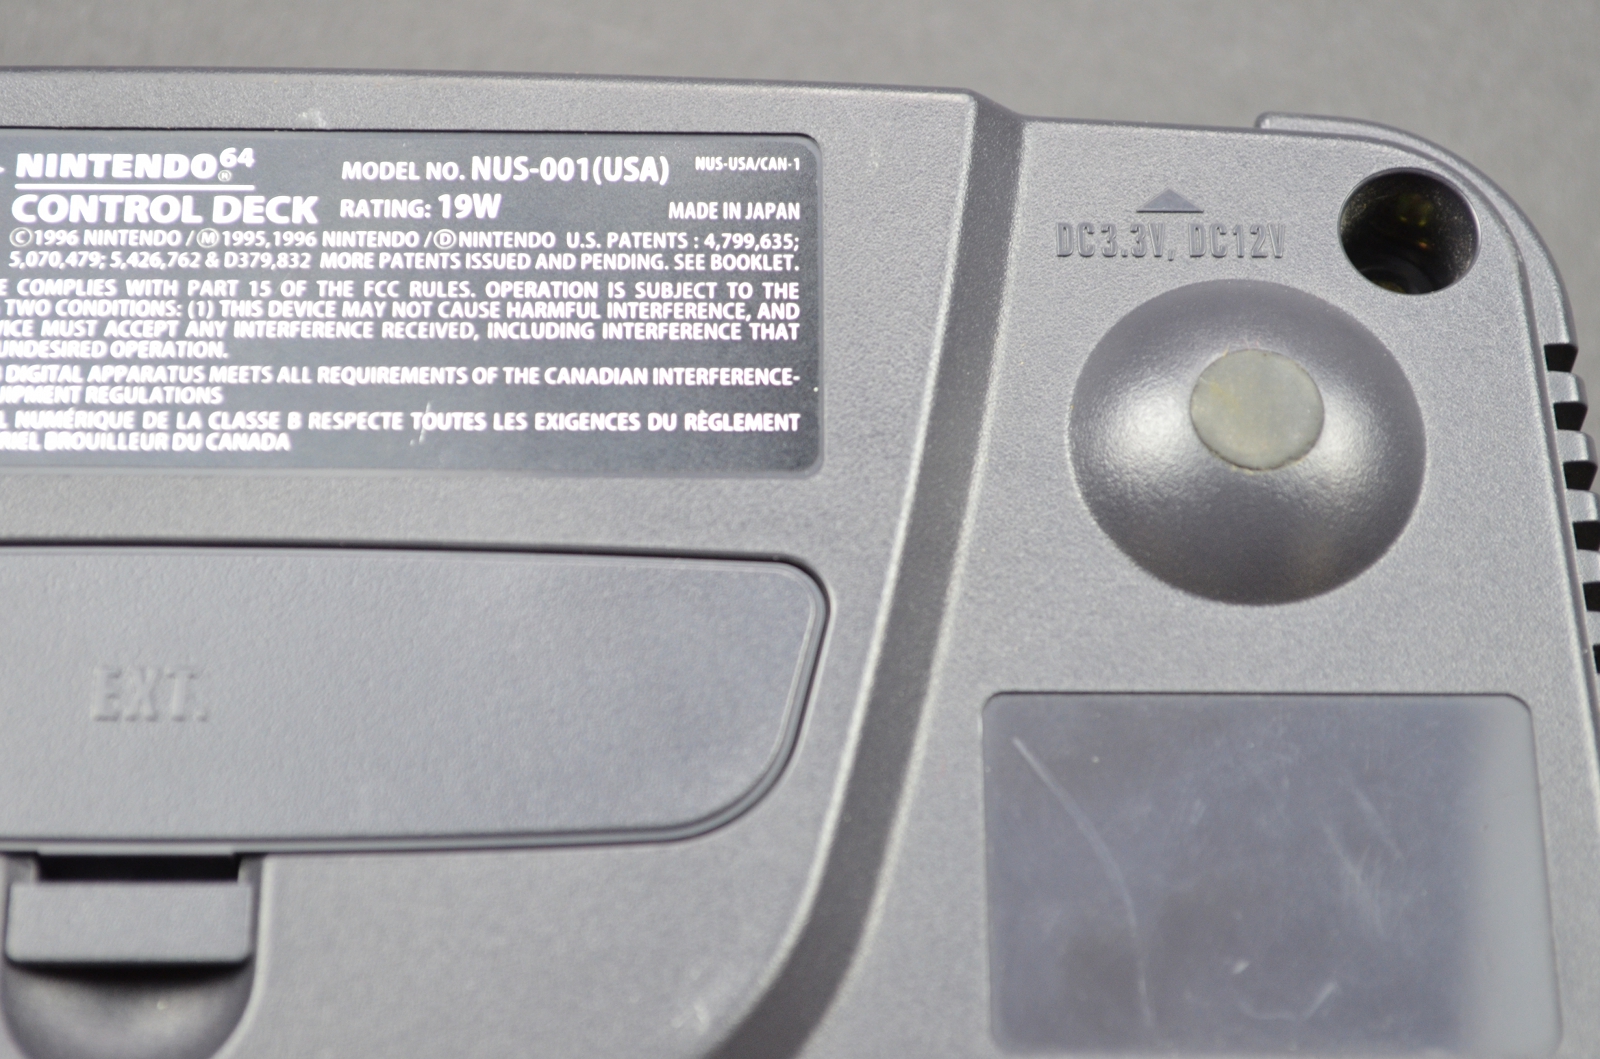 NINTENDO64® MODEL NO. NUS-001(USA) NUS-USA/CAN-1
CONTROL DECK RATING: 19W MADE IN JAPAN
Ⓒ1996 NINTENDO /Ⓜ1995,1996 NINTENDO /ⒹNINTENDO U.S. PATENTS : 4,799,635;
5,070,479; 5,426,762 & D379,832 MORE PATENTS ISSUED AND PENDING. SEE BOOKLET.
COMPLIES WITH PART 15 OF THE FCC RULES. OPERATION IS SUBJECT TO THE
TWO CONDITIONS: (1) THIS DEVICE MAY NOT CAUSE HARMFUL INTERFERENCE, AND
VICE MUST ACCEPT ANY INTERFERENCE RECEIVED, INCLUDING INTERFERENCE THAT
UNDESIRED OPERATION.
DIGITAL APPARATUS MEETS ALL REQUIREMENTS OF THE CANADIAN INTERFERENCE-
UIPMENT REGULATIONS
L NUMÉRIQUE DE LA CLASSE B RESPECTE TOUTES LES EXIGENCES DU RÈGLEMENT
RIEL BROUILLEUR DU CANADA
DC3.3V, DC12V
EXT.